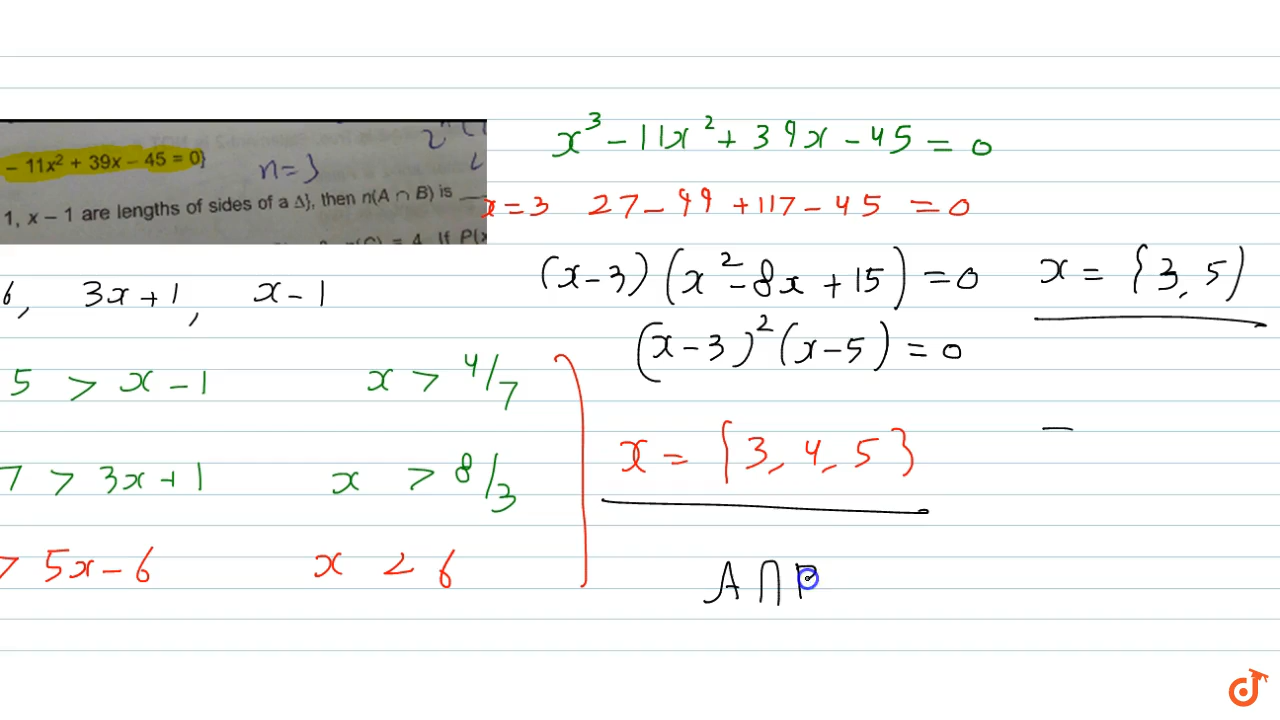 – 11x² + 39x – 45 = 0}
n=3
1, x – 1 are lengths of sides of a Δ}, then n(A ∩ B) is
= 4. If P(x
x³ - 11x² + 39x - 45 = 0
x = 3 27 - 99 + 117 - 45 = 0
(x-3) (x² - 8x + 15) = 0 x = {3, 5)
(x-3)² (x-5) = 0
6, 3x+1, x-1
5 > x - 1 x > 4/7
7 > 3x + 1 x > 8/3
> 5x - 6 x < 6
x = {3, 4, 5}
A ∩